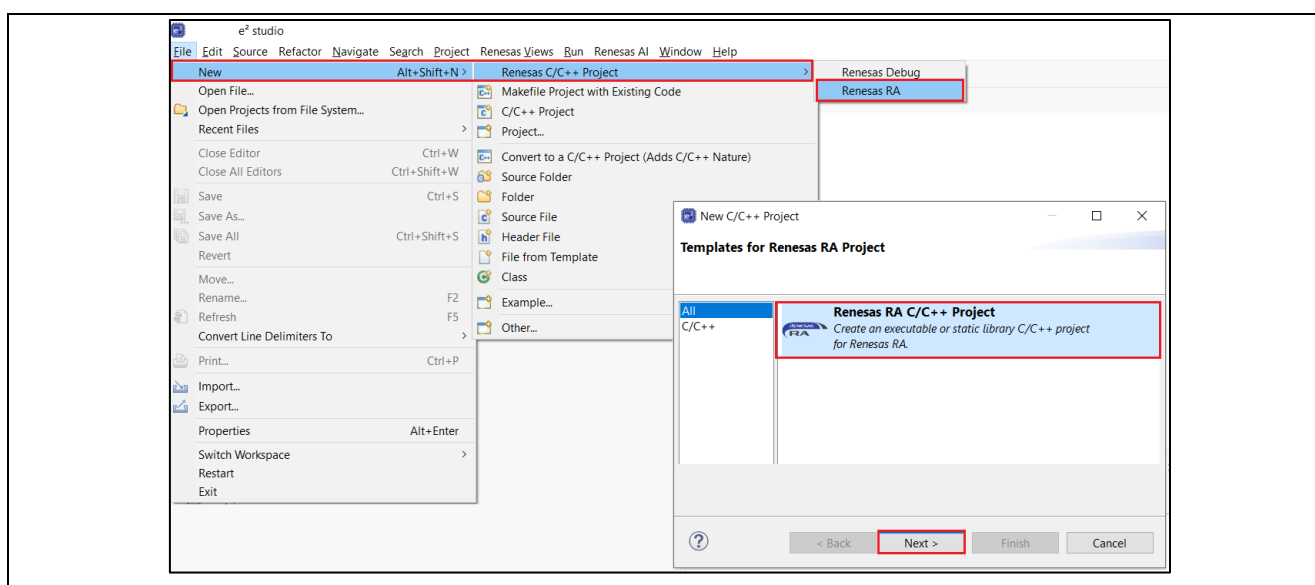 e² studio
File Edit Source Refactor Navigate Search Project Renesas Views Run Renesas AI Window Help
New Alt+Shift+N >
Open File...
Open Projects from File System...
Recent Files >
Close Editor Ctrl+W
Close All Editors Ctrl+Shift+W
Save Ctrl+S
Save As...
Save All Ctrl+Shift+S
Revert
Move...
Rename... F2
Refresh F5
Convert Line Delimiters To >
Print... Ctrl+P
Import...
Export...
Properties Alt+Enter
Switch Workspace >
Restart
Exit
Renesas C/C++ Project >
Makefile Project with Existing Code
C/C++ Project
Project...
Convert to a C/C++ Project (Adds C/C++ Nature)
Source Folder
Folder
Source File
Header File
File from Template
Class
Example...
Other...
Renesas Debug
Renesas RA
New C/C++ Project
Templates for Renesas RA Project
All
C/C++
RENESAS
RA
Renesas RA C/C++ Project
Create an executable or static library C/C++ project
for Renesas RA.
< Back Next > Finish Cancel